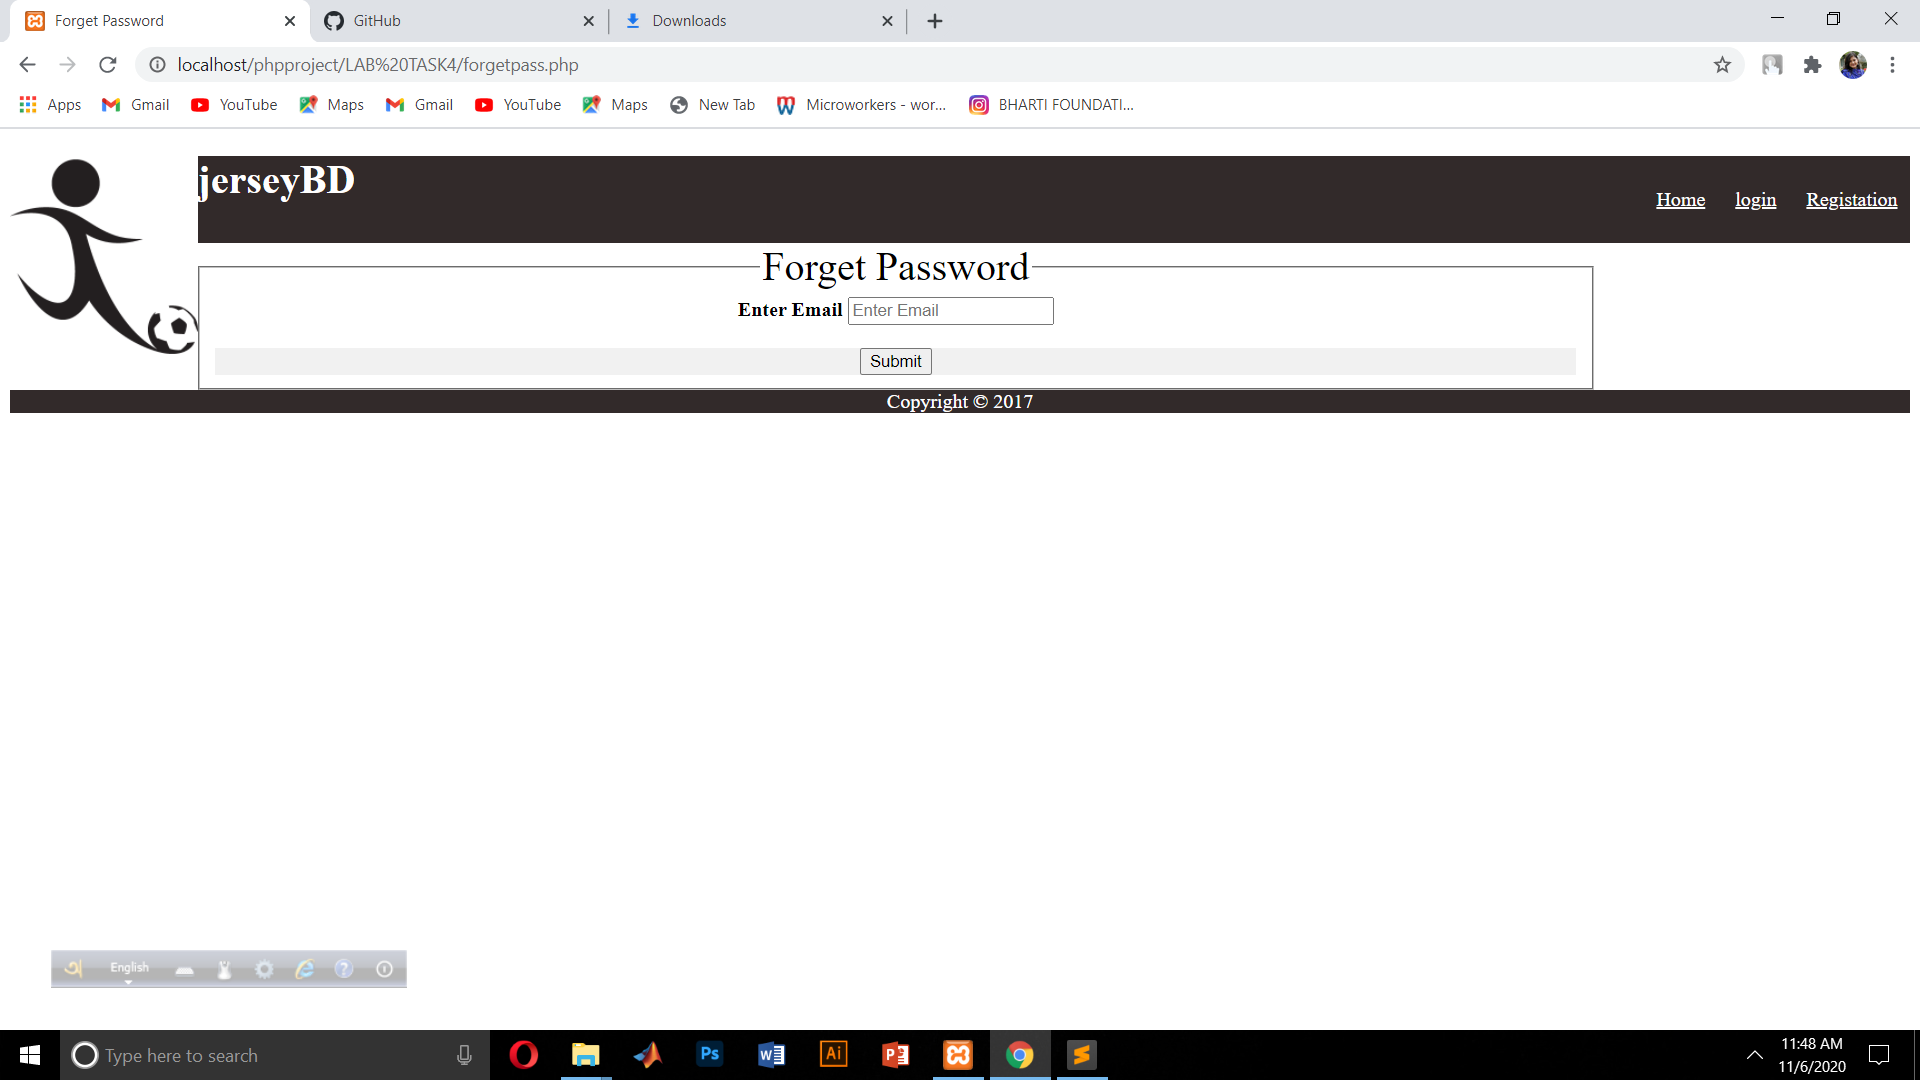 Forget Password
GitHub
Downloads
localhost/phpproject/LAB%20TASK4/forgetpass.php
Apps Gmail YouTube Maps Gmail YouTube Maps New Tab Microworkers - wor... BHARTI FOUNDATI...
jerseyBD
Home login Registation
Forget Password
Enter Email Enter Email
Submit
Copyright © 2017
অ English
Type here to search
Ps W Ai P
11:48 AM
11/6/2020